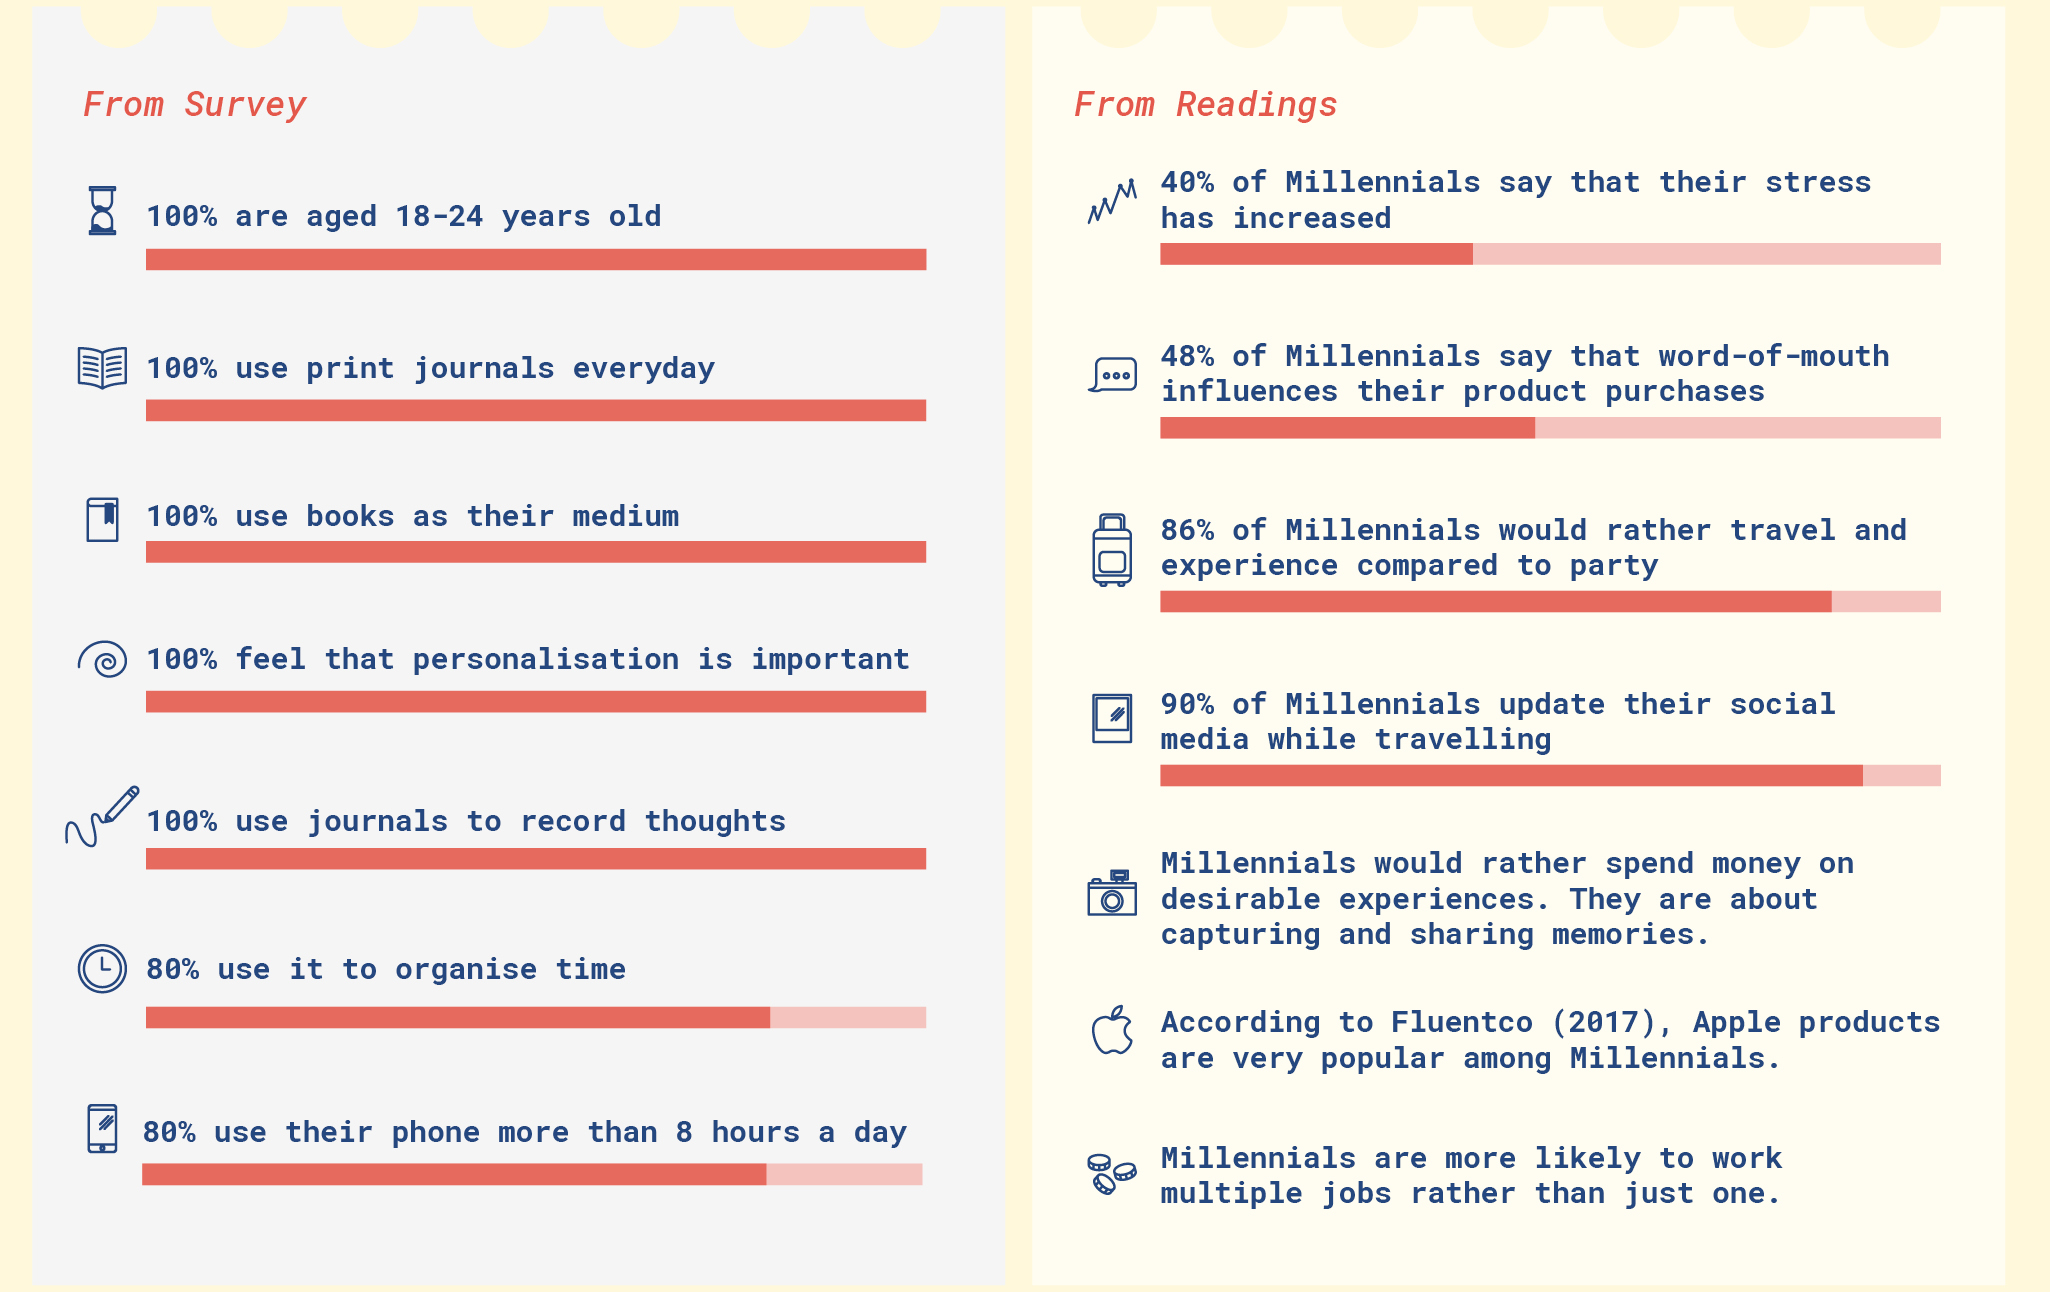 From Survey
100% are aged 18-24 years old
100% use print journals everyday
100% use books as their medium
100% feel that personalisation is important
100% use journals to record thoughts
80% use it to organise time
80% use their phone more than 8 hours a day
From Readings
40% of Millennials say that their stress
has increased
48% of Millennials say that word-of-mouth
influences their product purchases
86% of Millennials would rather travel and
experience compared to party
90% of Millennials update their social
media while travelling
Millennials would rather spend money on
desirable experiences. They are about
capturing and sharing memories.
According to Fluentco (2017), Apple products
are very popular among Millennials.
Millennials are more likely to work
multiple jobs rather than just one.